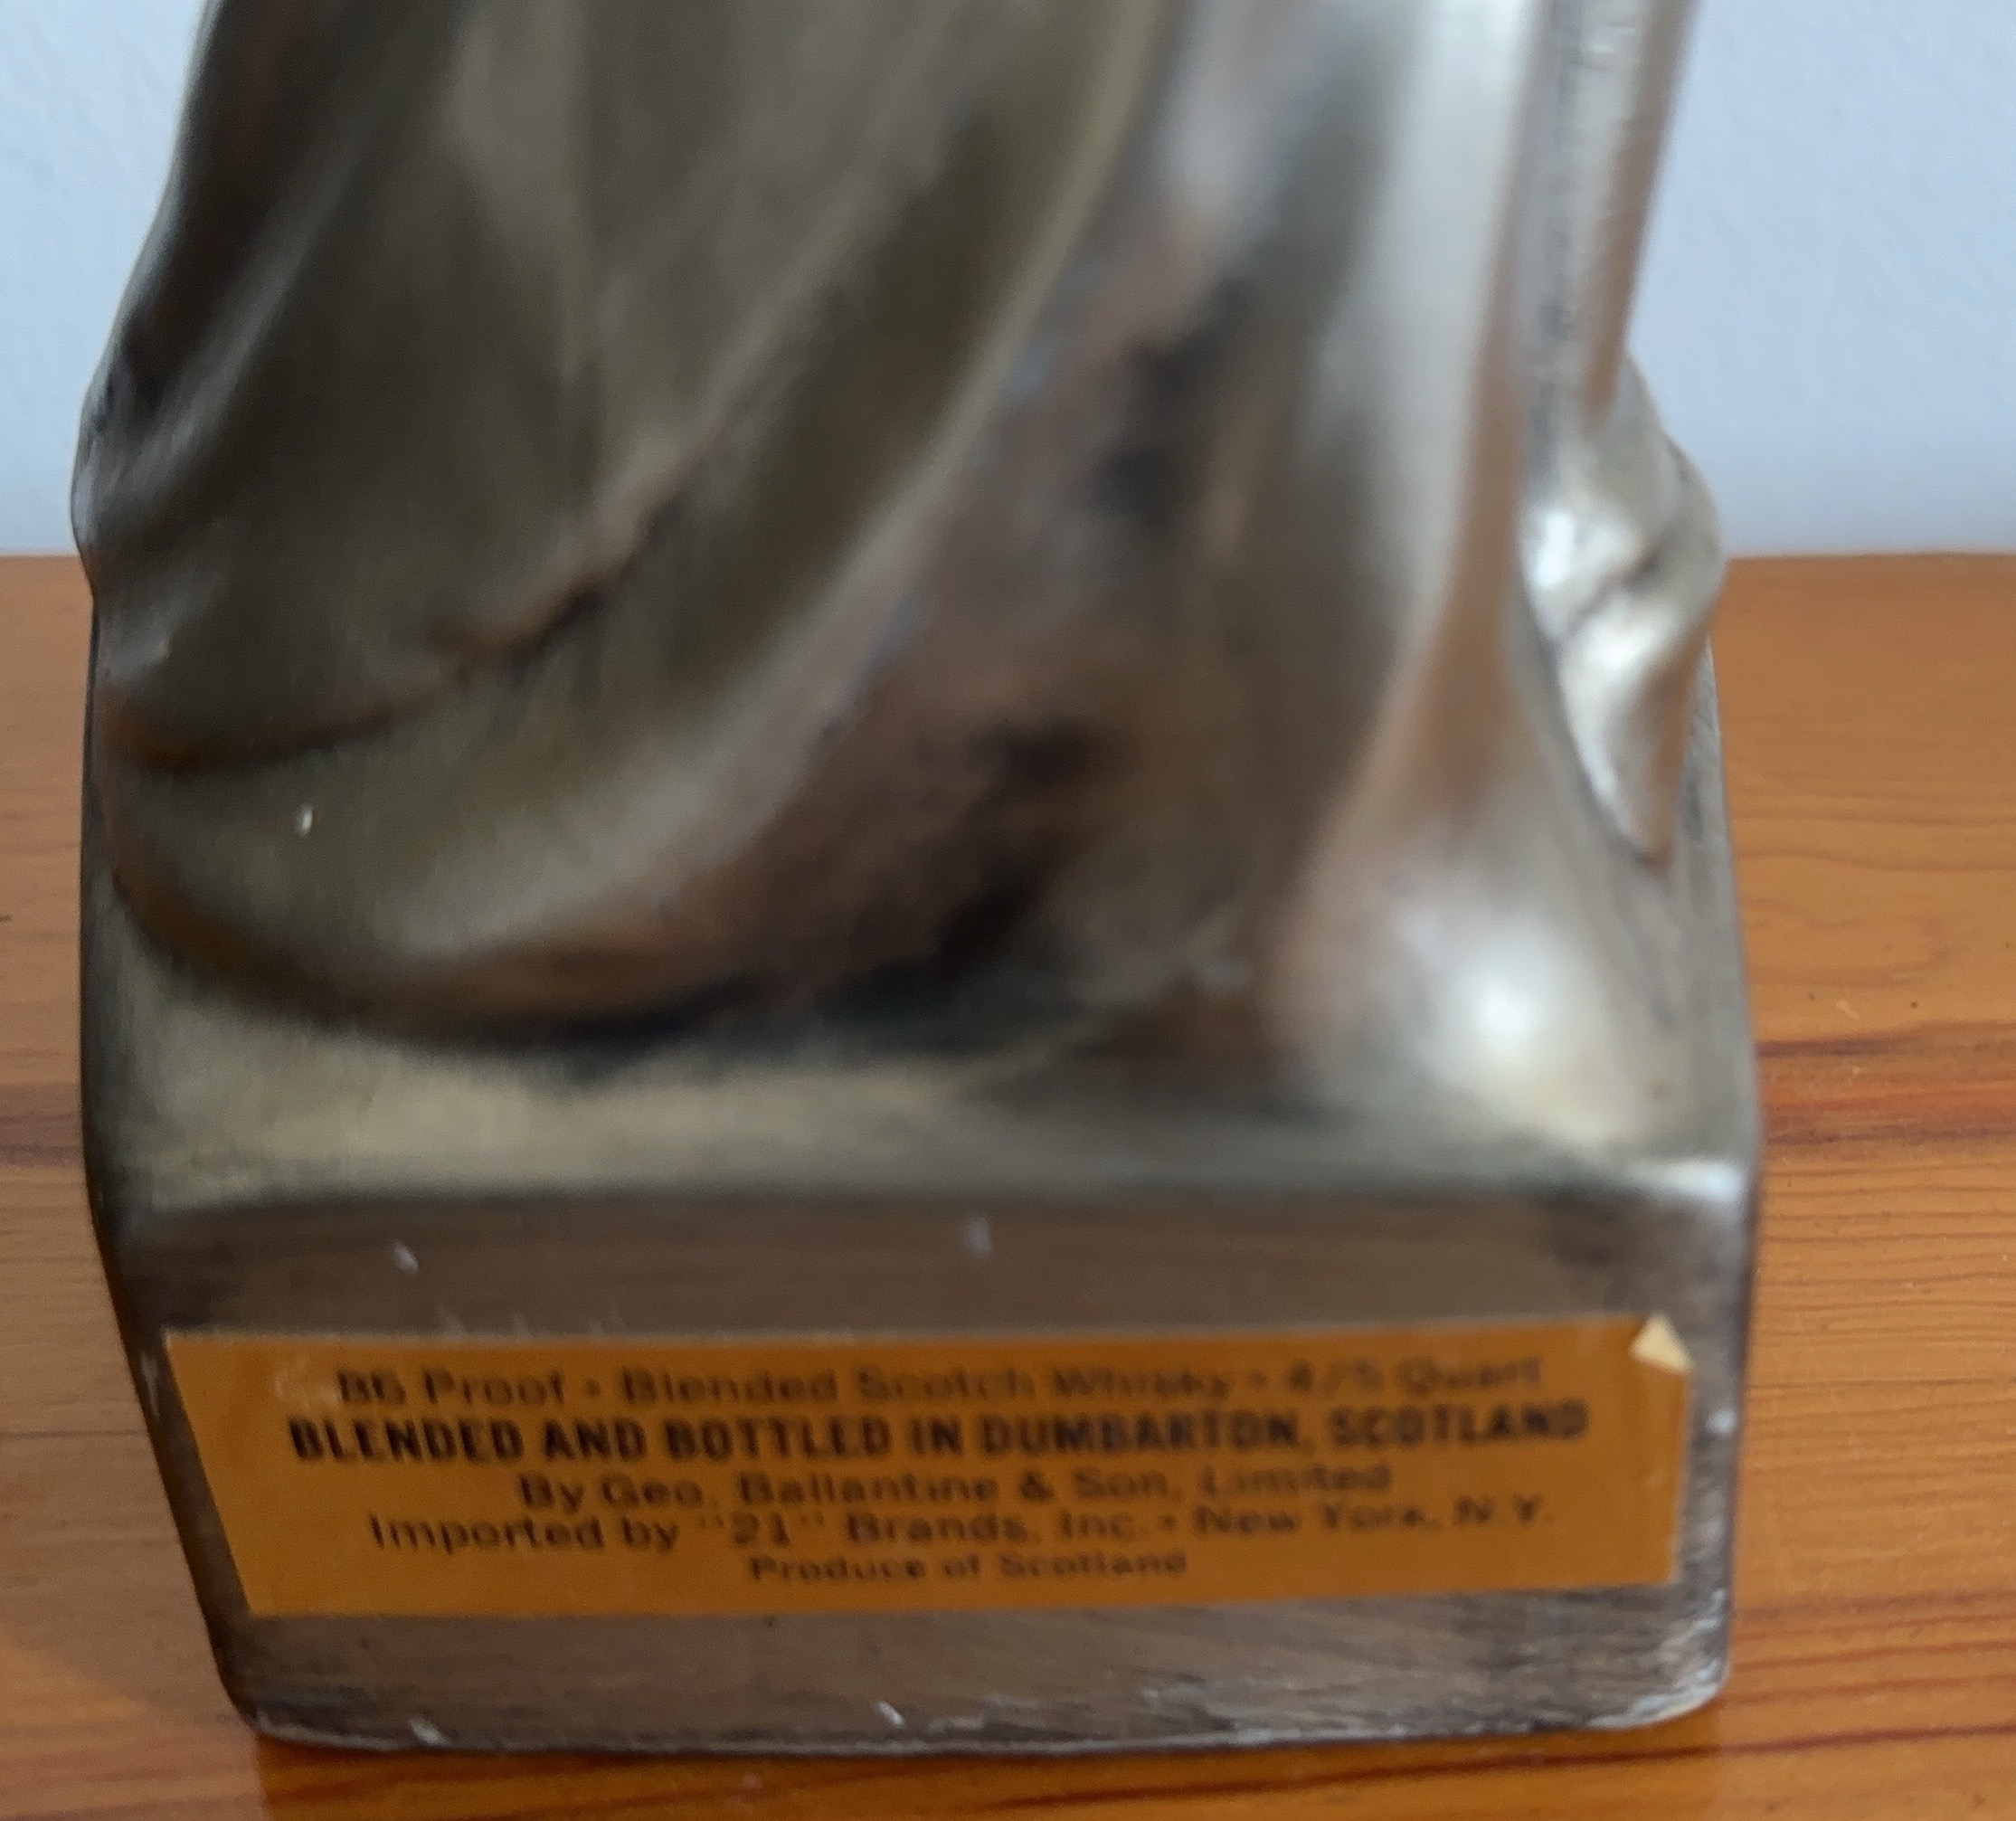 86 Proof • Blended Scotch Whisky • 4/5 Quart
BLENDED AND BOTTLED IN DUMBARTON, SCOTLAND
By Geo. Ballantine & Son, Limited
Imported by "21" Brands, Inc. • New York, N.Y.
Produce of Scotland